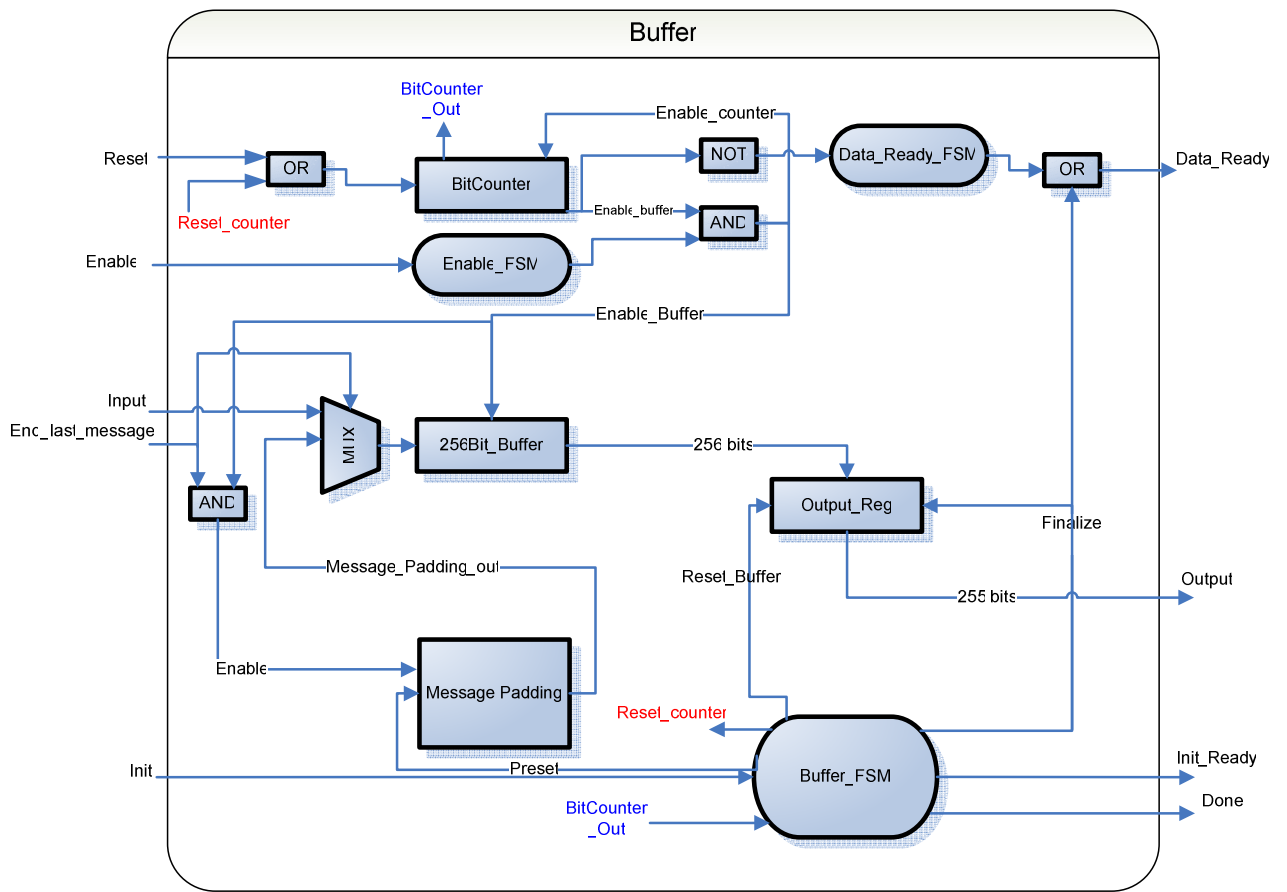 Buffer
BitCounter
_Out
Enable_counter
Reset
OR
BitCounter
NOT
Data_Ready_FSM
OR
Data_Ready
Reset_counter
Enable_buffer
AND
Enable
Enable_FSM
Enable_Buffer
Input
End_last_message
MUX
256Bit_Buffer
256 bits
AND
Output_Reg
Finalize
Message_Padding_out
Reset_Buffer
255 bits
Output
Enable
Message Padding
Reset_counter
Init
Preset
Buffer_FSM
Init_Ready
BitCounter
_Out
Done